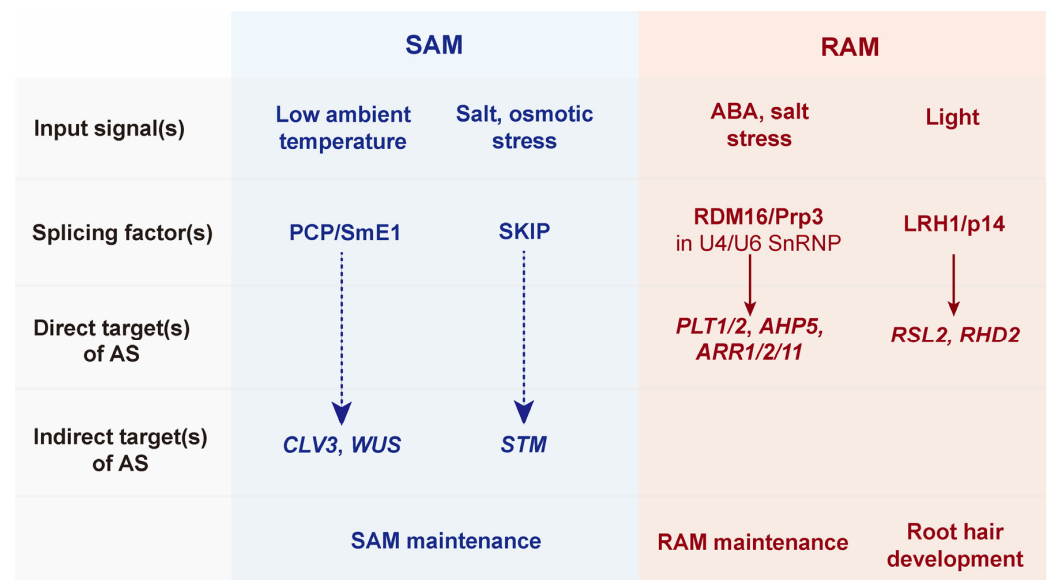 SAM
RAM
Input signal(s)
Low ambient
temperature
Salt, osmotic
stress
ABA, salt
stress
Light
Splicing factor(s)
PCP/SmE1
SKIP
RDM16/Prp3
in U4/U6 SnRNP
LRH1/p14
Direct target(s)
of AS
PLT1/2, AHP5,
ARR1/2/11
RSL2, RHD2
Indirect target(s)
of AS
CLV3, WUS
STM
SAM maintenance
RAM maintenance
Root hair
development